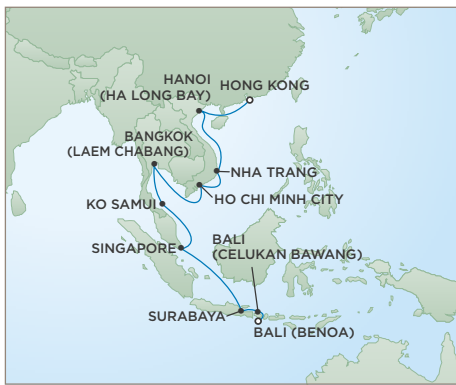 HANOI
(HA LONG BAY)
HONG KONG
BANGKOK
(LAEM CHABANG)
NHA TRANG
HO CHI MINH CITY
KO SAMUI
SINGAPORE
BALI
(CELUKAN BAWANG)
SURABAYA
BALI (BENOA)